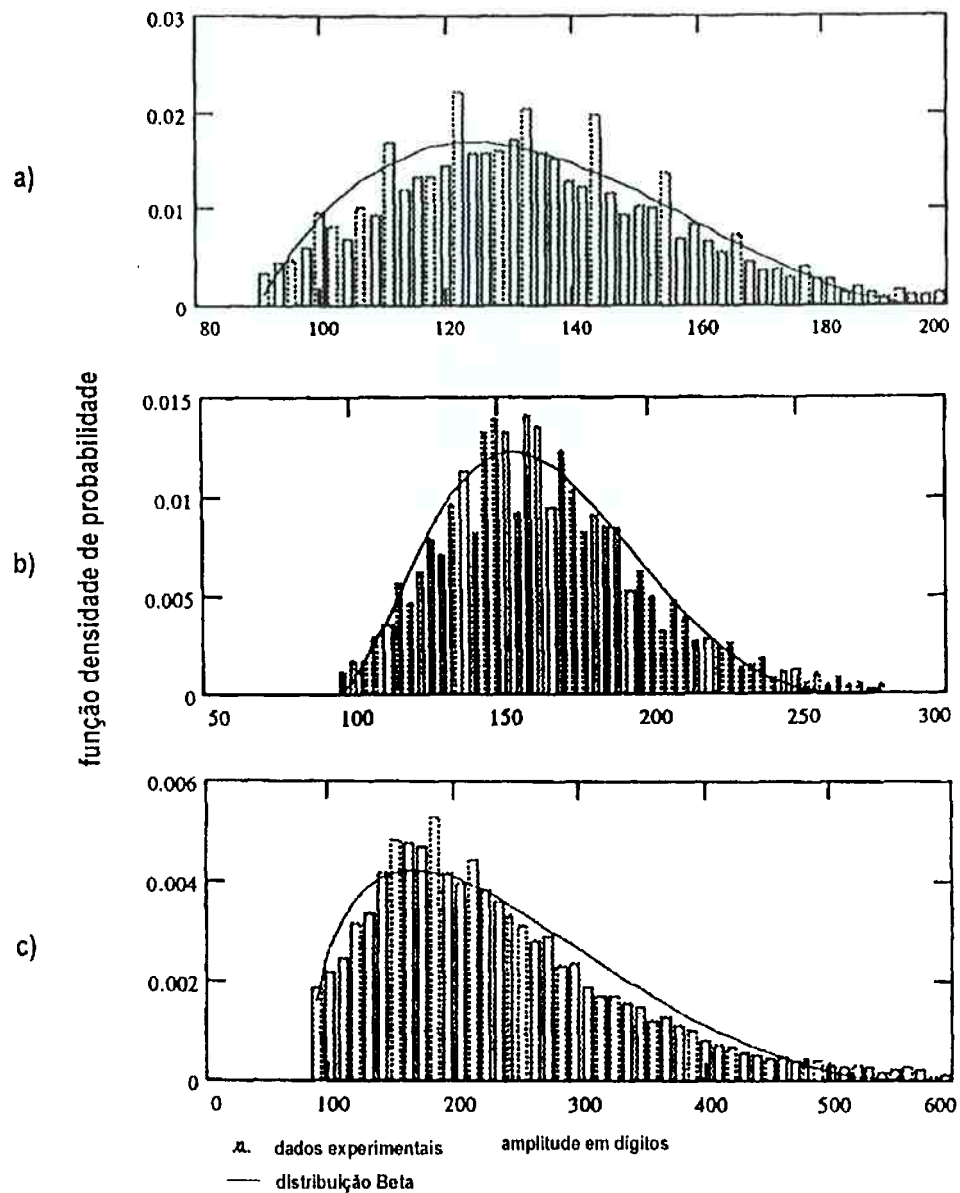 0.03
0.02
a)
0.01
0
80 100 120 140 160 180 200
função densidade de probabilidade
0.015
0.01
b)
0.005
0
50 100 150 200 250 300
0.006
0.004
c)
0.002
0
0 100 200 300 400 500 600
dados experimentais amplitude em dígitos
distribuição Beta